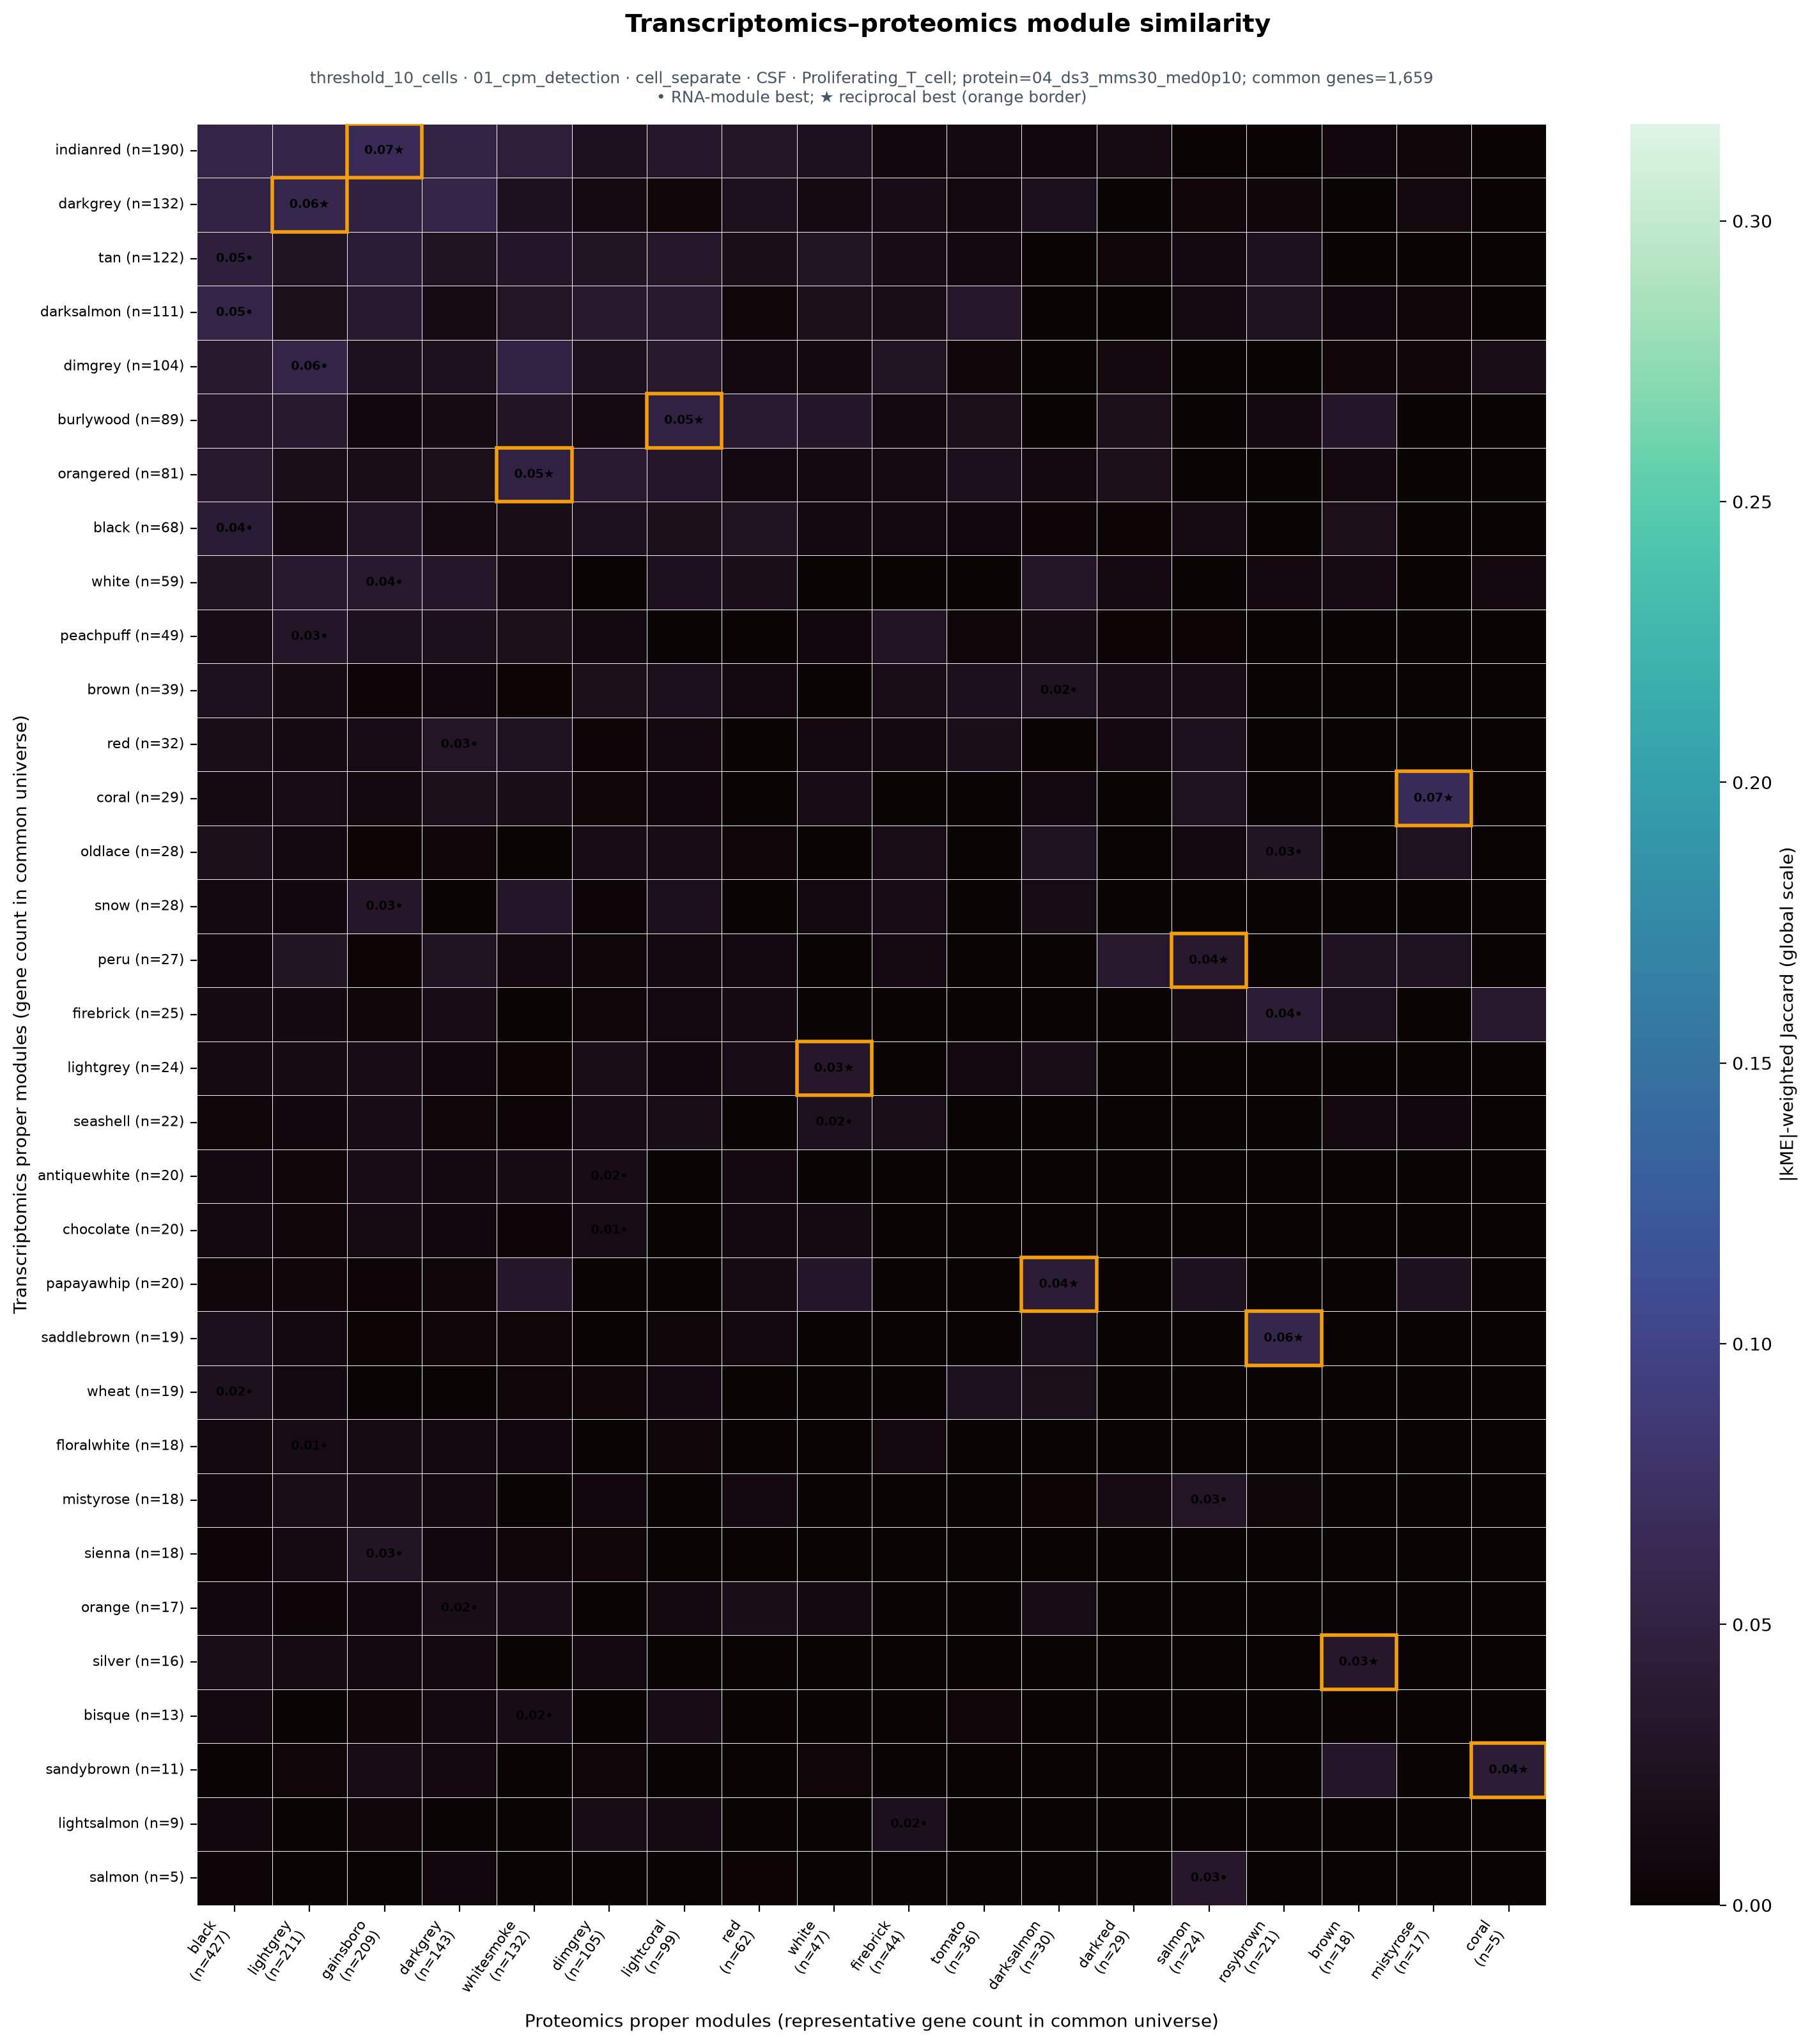 Transcriptomics–proteomics module similarity
threshold_10_cells · 01_cpm_detection · cell_separate · CSF · Proliferating_T_cell; protein=04_ds3_mms30_med0p10; common genes=1,659
• RNA-module best; ★ reciprocal best (orange border)
Transcriptomics proper modules (gene count in common universe)
indianred (n=190)
0.07★
darkgrey (n=132)
0.06★
tan (n=122)
0.05•
darksalmon (n=111)
0.05•
dimgrey (n=104)
0.06•
burlywood (n=89)
0.05★
orangered (n=81)
0.05★
black (n=68)
0.04•
white (n=59)
0.04•
peachpuff (n=49)
0.03•
brown (n=39)
0.02•
red (n=32)
0.03•
coral (n=29)
0.07★
oldlace (n=28)
0.03•
snow (n=28)
0.03•
peru (n=27)
0.04★
firebrick (n=25)
0.04•
lightgrey (n=24)
0.03★
seashell (n=22)
0.02•
antiquewhite (n=20)
0.02•
chocolate (n=20)
0.01•
papayawhip (n=20)
0.04★
saddlebrown (n=19)
0.06★
wheat (n=19)
0.02•
floralwhite (n=18)
0.01•
mistyrose (n=18)
0.03•
sienna (n=18)
0.03•
orange (n=17)
0.02•
silver (n=16)
0.03★
bisque (n=13)
0.02•
sandybrown (n=11)
0.04★
lightsalmon (n=9)
0.02•
salmon (n=5)
0.03•
black
(n=427)
lightgrey
(n=211)
gainsboro
(n=209)
darkgrey
(n=143)
whitesmoke
(n=132)
dimgrey
(n=105)
lightcoral
(n=99)
red
(n=62)
white
(n=47)
firebrick
(n=44)
tomato
(n=36)
darksalmon
(n=30)
darkred
(n=29)
salmon
(n=24)
rosybrown
(n=21)
brown
(n=18)
mistyrose
(n=17)
coral
(n=5)
Proteomics proper modules (representative gene count in common universe)
0.30
0.25
0.20
0.15
0.10
0.05
0.00
|kME|-weighted Jaccard (global scale)